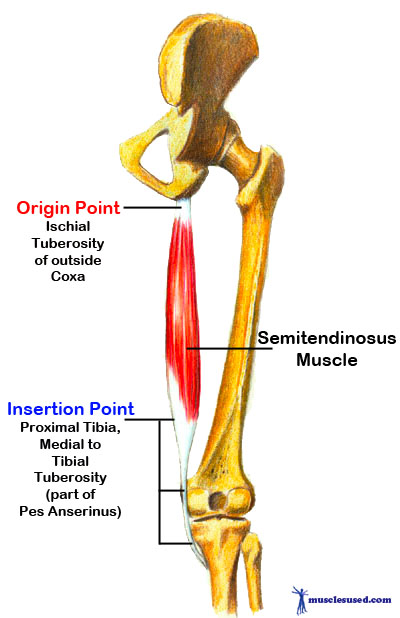 Origin Point
Ischial
Tuberosity
of outside
Coxa
Semitendinosus
Muscle
Insertion Point
Proximal Tibia,
Medial to
Tibial
Tuberosity
(part of
Pes Anserinus)
musclesused.com